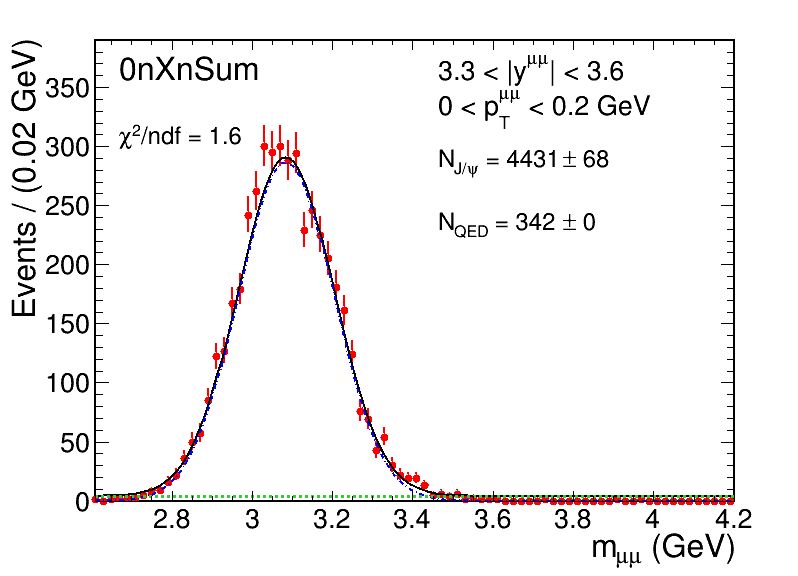 0nXnSum
3.3 < |y^μμ| < 3.6
0 < p_T^μμ < 0.2 GeV
χ²/ndf = 1.6
N_J/ψ = 4431 ± 68
N_QED = 342 ± 0
Events / (0.02 GeV)
350
300
250
200
150
100
50
0
2.8 3 3.2 3.4 3.6 3.8 4 4.2
m_μμ (GeV)